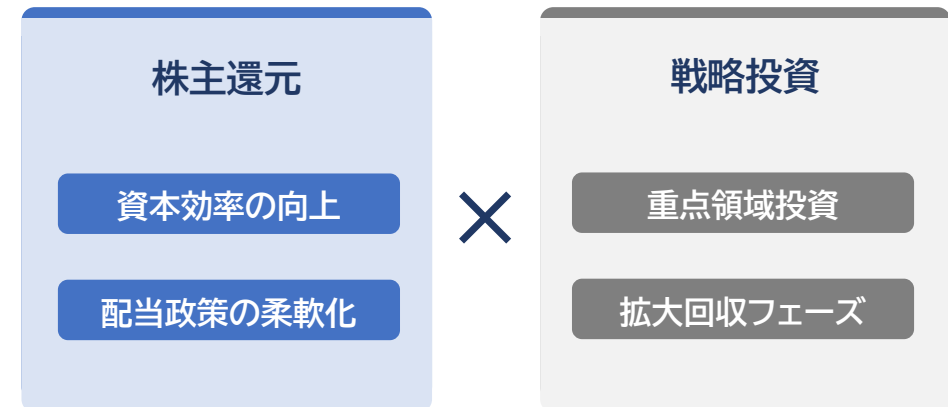 株主還元
資本効率の向上
配当政策の柔軟化
×
戦略投資
重点領域投資
拡大回収フェーズ